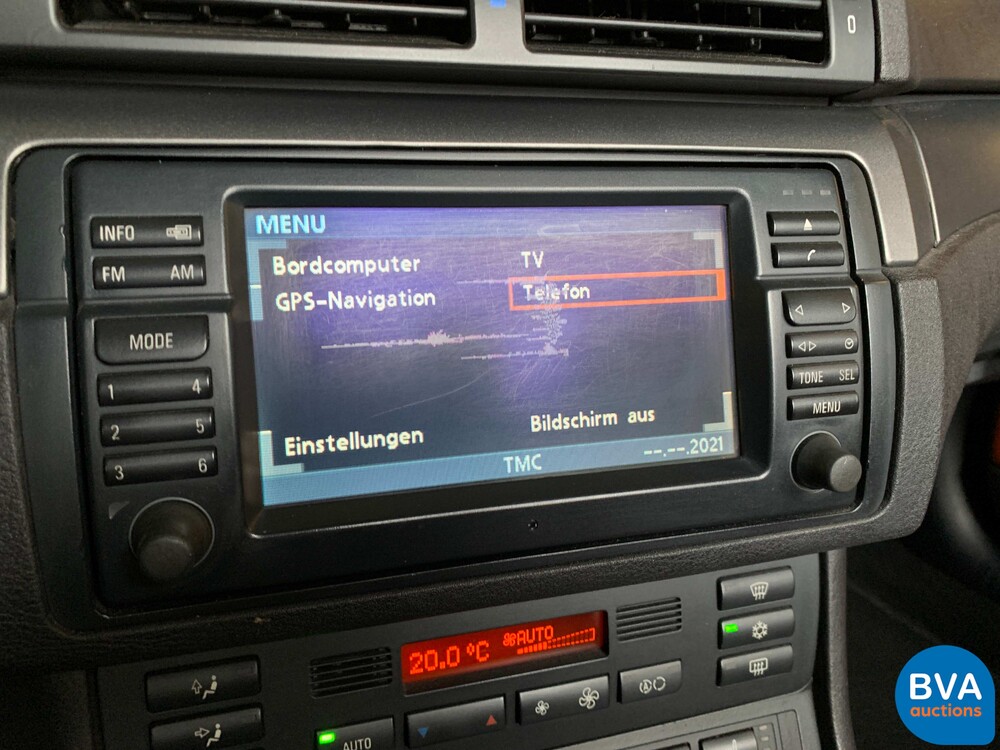 0
INFO
FM AM
MODE
1 4
2 5
3 6
MENU
Bordcomputer TV
GPS-Navigation Telefon
Einstellungen Bildschirm aus
TMC --.--.2021
TONE SEL
MENU
20.0 °C AUTO
A
AUTO
BVA
auctions